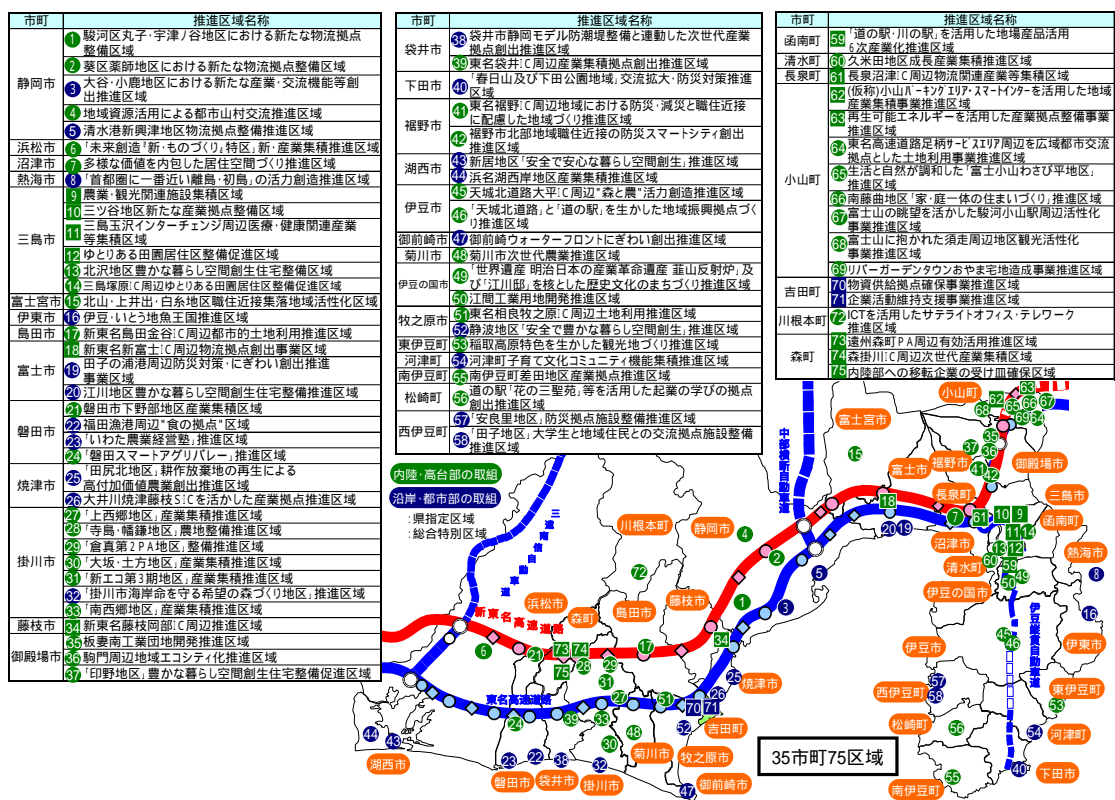 市町 推進区域名称
静岡市
1 駿河区丸子・宇津ノ谷地区における新たな物流拠点
整備区域
2 葵区薬師地区における新たな物流拠点整備区域
3 大谷・小鹿地区における新たな産業・交流機能等創
出推進区域
4 地域資源活用による都市山村交流推進区域
5 清水港新興津地区物流拠点整備推進区域
浜松市 6 「未来創造『新・ものづくり』特区」新・産業集積推進区域
沼津市 7 多様な価値を内包した居住空間づくり推進区域
熱海市 8 「首都圏に一番近い離島・初島」の活力創造推進区域
三島市
9 農業・観光関連施設集積区域
10 三ツ谷地区新たな産業拠点整備区域
11 三島玉沢インターチェンジ周辺医療・健康関連産業
等集積区域
12 ゆとりある田園居住区整備促進区域
13 北沢地区豊かな暮らし空間創生住宅整備区域
14 三島塚原IC周辺ゆとりある田園居住区整備促進区域
富士宮市 15 北山・上井出・白糸地区職住近接集落地域活性化区域
伊東市 16 伊豆・いとう地魚王国推進区域
島田市 17 新東名島田金谷IC周辺都市的土地利用推進区域
富士市
18 新東名新富士IC周辺物流拠点創出事業区域
19 田子の浦港周辺防災対策・にぎわい創出推進
事業区域
20 江川地区豊かな暮らし空間創生住宅整備推進区域
磐田市
21 磐田市下野部地区産業集積区域
22 福田漁港周辺"食の拠点"区域
23 「いわた農業経営塾」推進区域
24 「磐田スマートアグリバレー」推進区域
焼津市
25 「田尻北地区」耕作放棄地の再生による
高付加価値農業創出推進区域
26 大井川焼津藤枝SICを活かした産業拠点推進区域
掛川市
27 「上西郷地区」産業集積推進区域
28 「寺島・幡鎌地区」農地整備推進区域
29 「倉真第2PA地区」整備推進区域
30 「大坂・土方地区」産業集積推進区域
31 「新エコ第3期地区」産業集積推進区域
32 「掛川市海岸命を守る希望の森づくり地区」推進区域
33 「南西郷地区」産業集積推進区域
藤枝市 34 新東名藤枝岡部IC周辺推進区域
御殿場市
35 板妻南工業団地開発推進区域
36 駒門周辺地域エコシティ化推進区域
37 「印野地区」豊かな暮らし空間創生住宅整備促進区域
市町 推進区域名称
袋井市
38 袋井市静岡モデル防潮堤整備と連動した次世代産業
拠点創出推進区域
39 東名袋井IC周辺産業集積拠点創出推進区域
下田市
40 「春日山及び下田公園地域」交流拡大・防災対策推進
区域
裾野市
41 東名裾野IC周辺地域における防災・減災と職住近接
に配慮した地域づくり推進区域
42 裾野市北部地域職住近接の防災スマートシティ創出
推進区域
湖西市
43 新居地区「安全で安心な暮らし空間創生」推進区域
44 浜名湖西岸地区産業集積推進区域
伊豆市
45 天城北道路大平IC周辺"森と農"活力創造推進区域
46 「天城北道路」と「道の駅」を生かした地域振興拠点づく
り推進区域
御前崎市 47 御前崎ウォーターフロントにぎわい創出推進区域
菊川市 48 菊川市次世代農業推進区域
伊豆の国市
49 「世界遺産 明治日本の産業革命遺産 韮山反射炉」及
び「江川邸」を核とした歴史文化のまちづくり推進区域
50 江間工業用地開発推進区域
牧之原市
51 東名相良牧之原IC周辺土地利用推進区域
52 静波地区「安全で豊かな暮らし空間創生」推進区域
東伊豆町 53 稲取高原特色を生かした観光地づくり推進区域
河津町 54 河津町子育て文化コミュニティ機能集積推進区域
南伊豆町 55 南伊豆町差田地区産業拠点推進区域
松崎町
56 道の駅「花の三聖苑」等を活用した起業の学びの拠点
創出推進区域
西伊豆町
57 「安良里地区」防災拠点施設整備推進区域
58 「田子地区」大学生と地域住民との交流拠点施設整備
推進区域
市町 推進区域名称
函南町
59 「道の駅・川の駅」を活用した地場産品活用
6次産業化推進区域
清水町 60 久米田地区成長産業集積推進区域
長泉町 61 長泉沼津IC周辺物流関連産業等集積区域
小山町
62 (仮称)小山パーキングエリア・スマートインターを活用した地域
産業集積事業推進区域
63 再生可能エネルギーを活用した産業拠点整備事業
推進区域
64 東名高速道路足柄サービスエリア周辺を広域都市交流
拠点とした土地利用事業推進区域
65 生活と自然が調和した「富士小山わさび平地区」
推進区域
66 南藤曲地区「家・庭一体の住まいづくり」推進区域
67 富士山の眺望を活かした駿河小山駅周辺活性化
事業推進区域
68 富士山に抱かれた須走周辺地区観光活性化
事業推進区域
69 リバーガーデンタウンおやま宅地造成事業推進区域
吉田町
70 物資供給拠点確保事業推進区域
71 企業活動維持支援事業推進区域
川根本町
72 ICTを活用したサテライトオフィス・テレワーク
推進区域
森町
73 遠州森町PA周辺有効活用推進区域
74 森掛川IC周辺次世代産業集積区域
75 内陸部への移転企業の受け皿確保区域
内陸・高台部の取組
沿岸・都市部の取組
:県指定区域
:総合特別区域
三遠南信自動車道
中部横断自動車道
伊豆縦貫自動車道
新東名高速道路
東名高速道路
小山町 63
62 66 67
68 65 69 64
富士宮市
15
35
裾野市 37 36 御殿場市
富士市 41 42
長泉町 三島市
18 7 61 10 9
20 19 沼津市 11 14 函南町
13 12 熱海市
清水町 60 59 8
伊豆の国市 50 49
川根本町 静岡市 4
72 2
5
浜松市 藤枝市 1 3
森町 島田市
6 21 73 74 17 34
75 28 29
31 25 焼津市
27 51 26
70 71
24 39 33 吉田町
30 48 52
菊川市 牧之原市
44 43 23 22 38 32
湖西市 磐田市 袋井市 掛川市 47 御前崎市
16
伊豆市 45 46 伊東市
57 東伊豆町
西伊豆町 58 53
松崎町 56 54 河津町
40 下田市
南伊豆町 55
35市町75区域